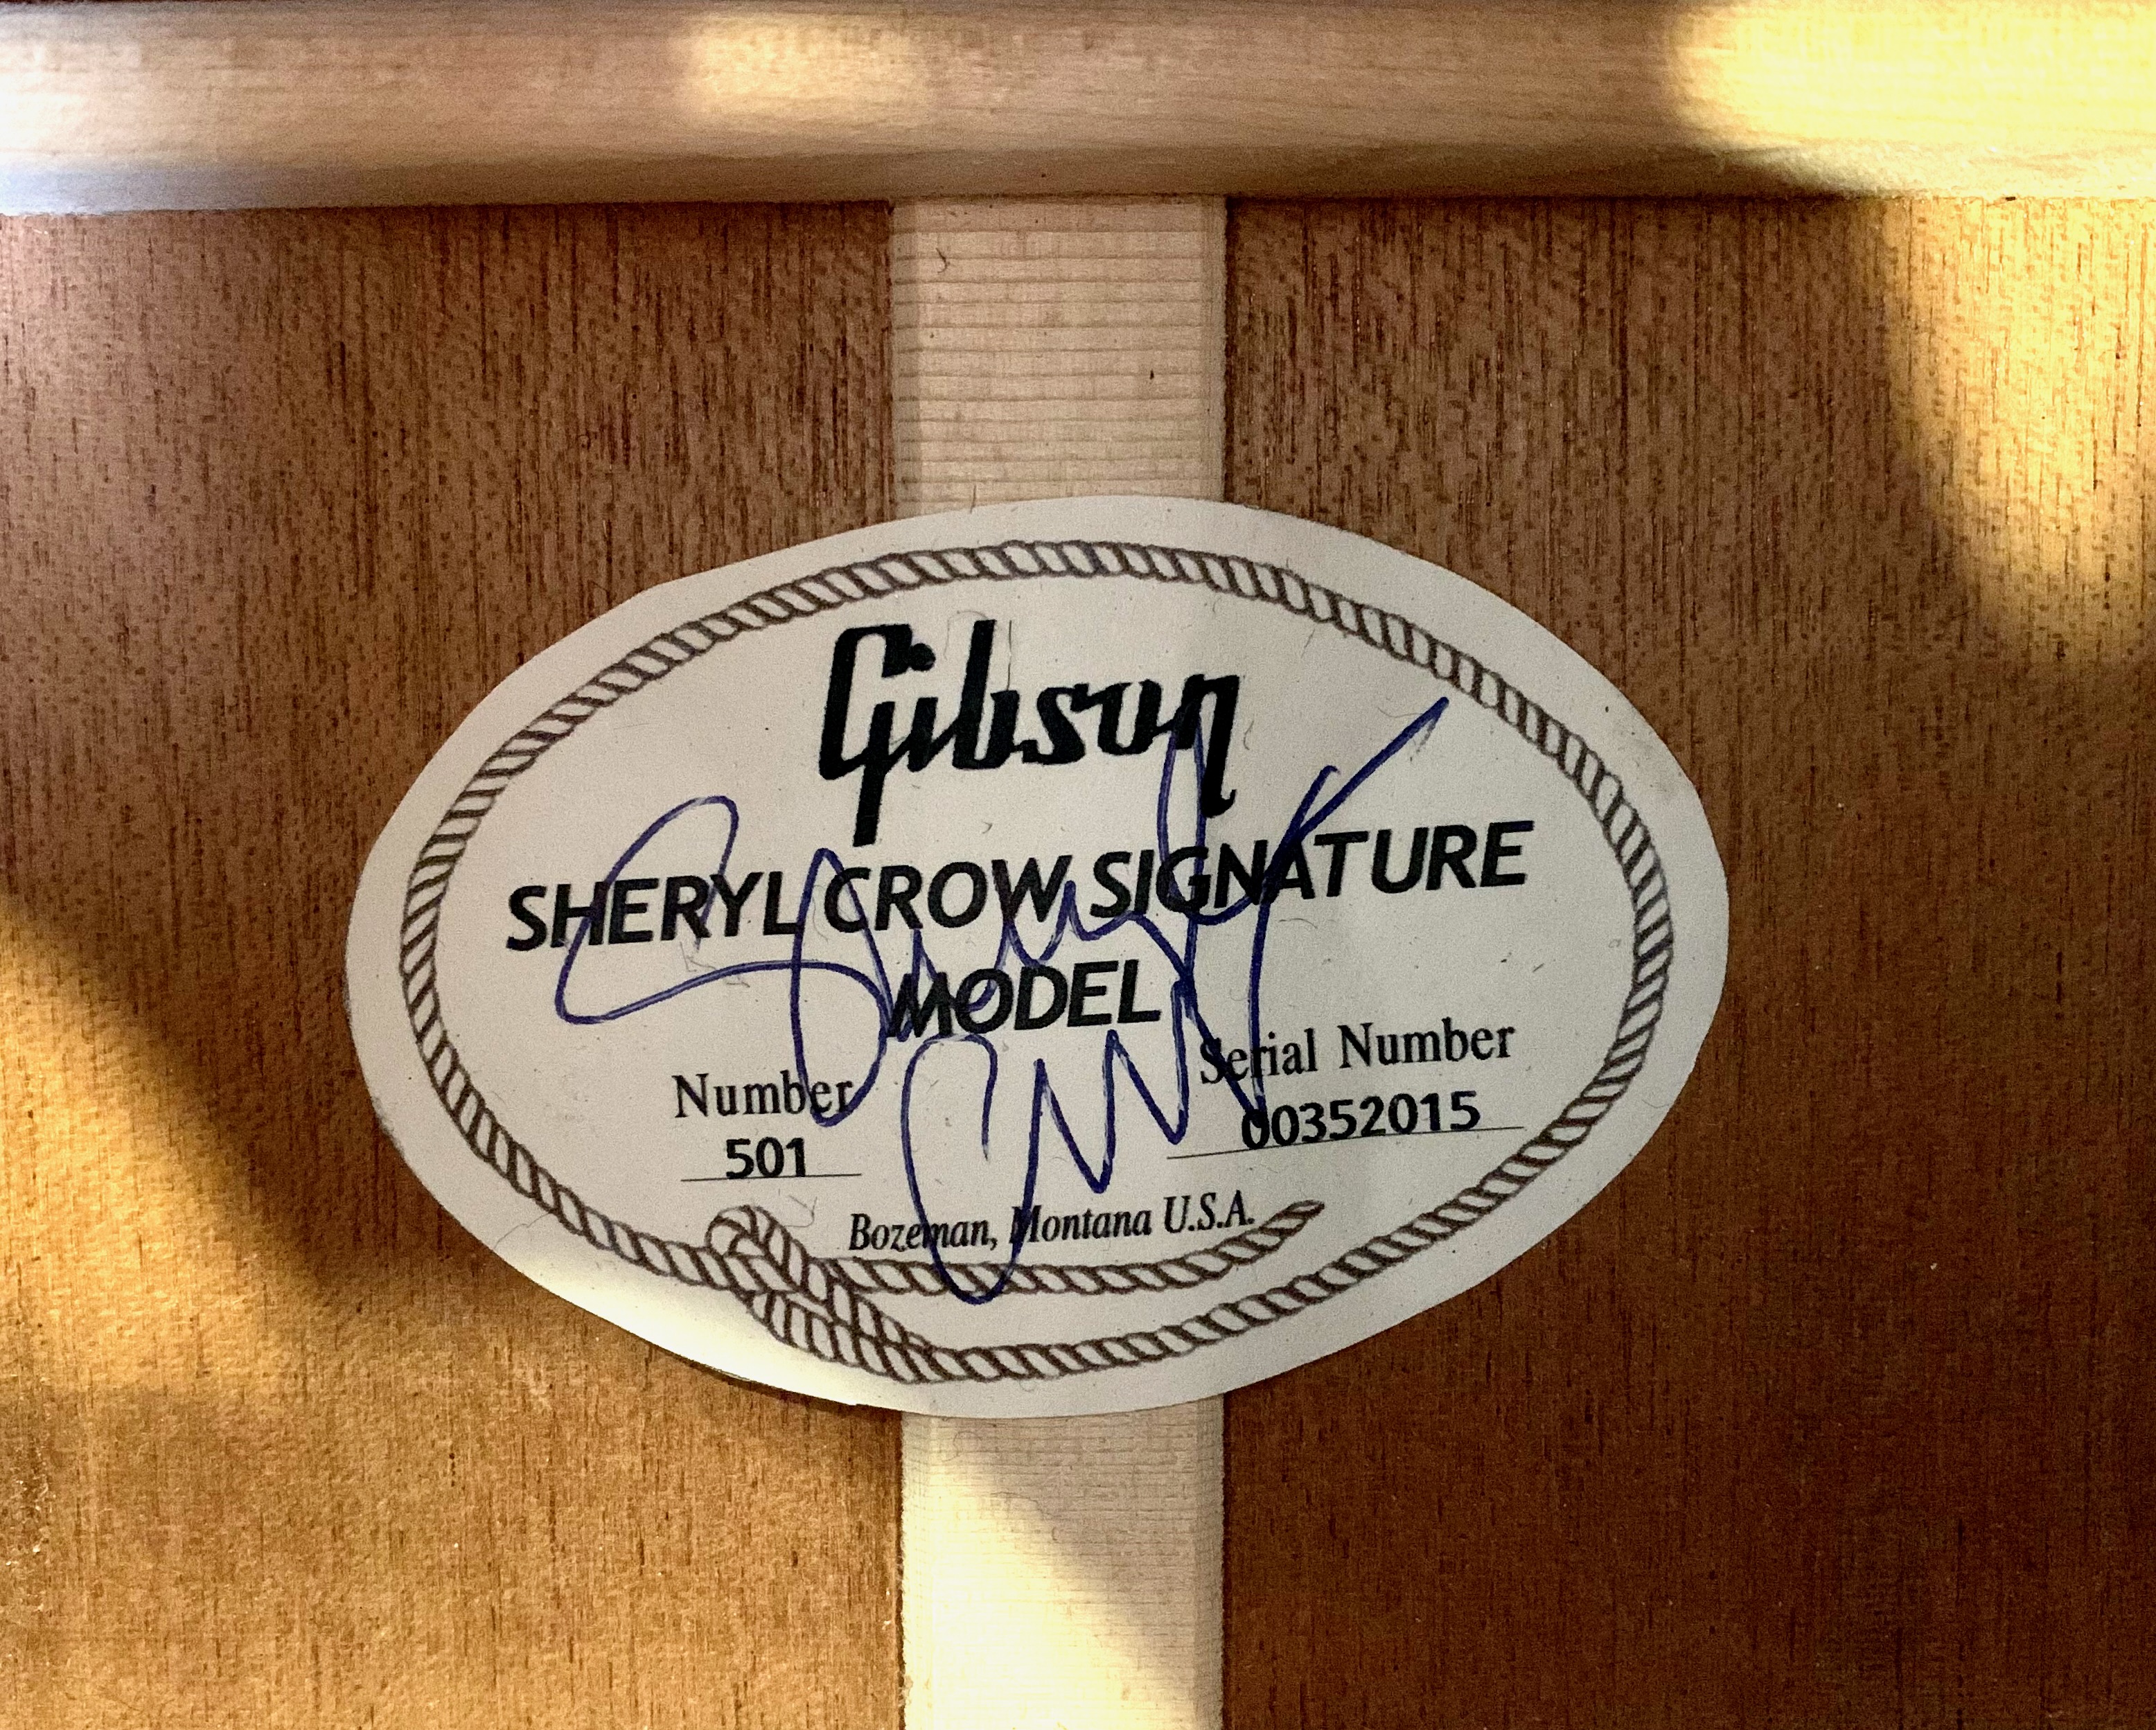 Gibson
SHERYL CROW SIGNATURE
MODEL
Number
501
Serial Number
00352015
Bozeman, Montana U.S.A.